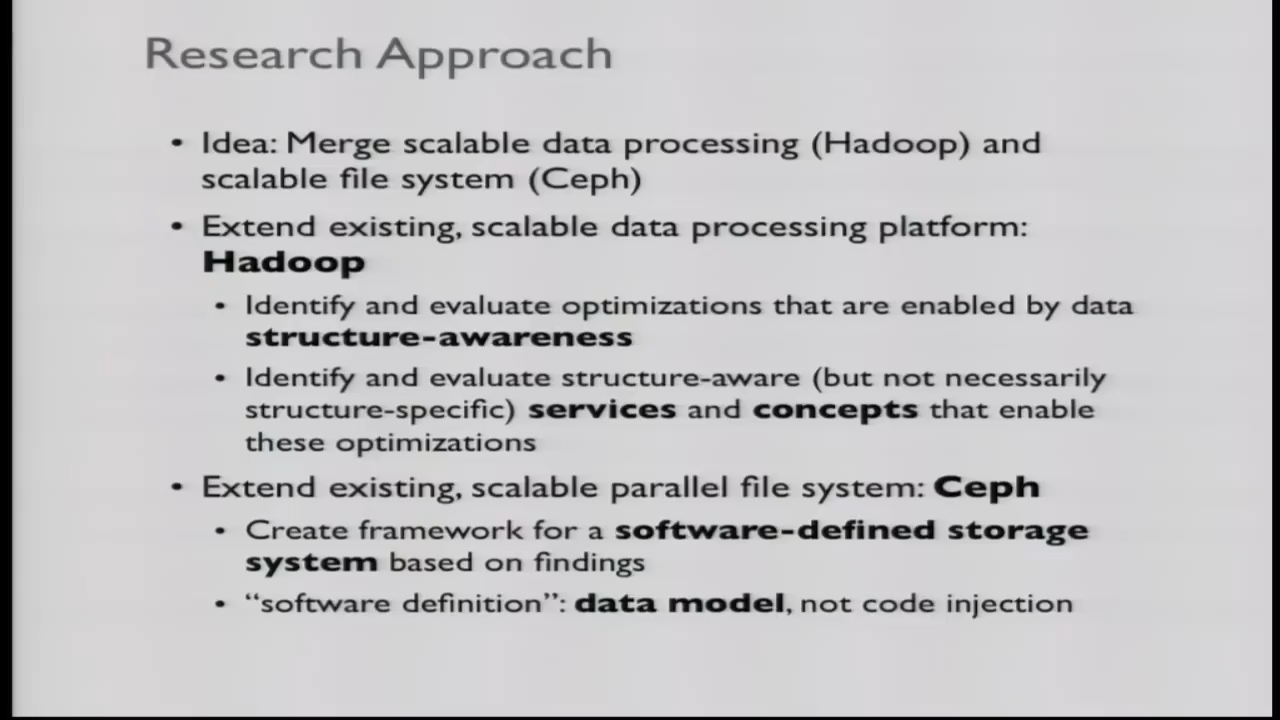 Research Approach
• Idea: Merge scalable data processing (Hadoop) and
scalable file system (Ceph)
• Extend existing, scalable data processing platform:
Hadoop
• Identify and evaluate optimizations that are enabled by data
structure-awareness
• Identify and evaluate structure-aware (but not necessarily
structure-specific) services and concepts that enable
these optimizations
• Extend existing, scalable parallel file system: Ceph
• Create framework for a software-defined storage
system based on findings
• “software definition”: data model, not code injection